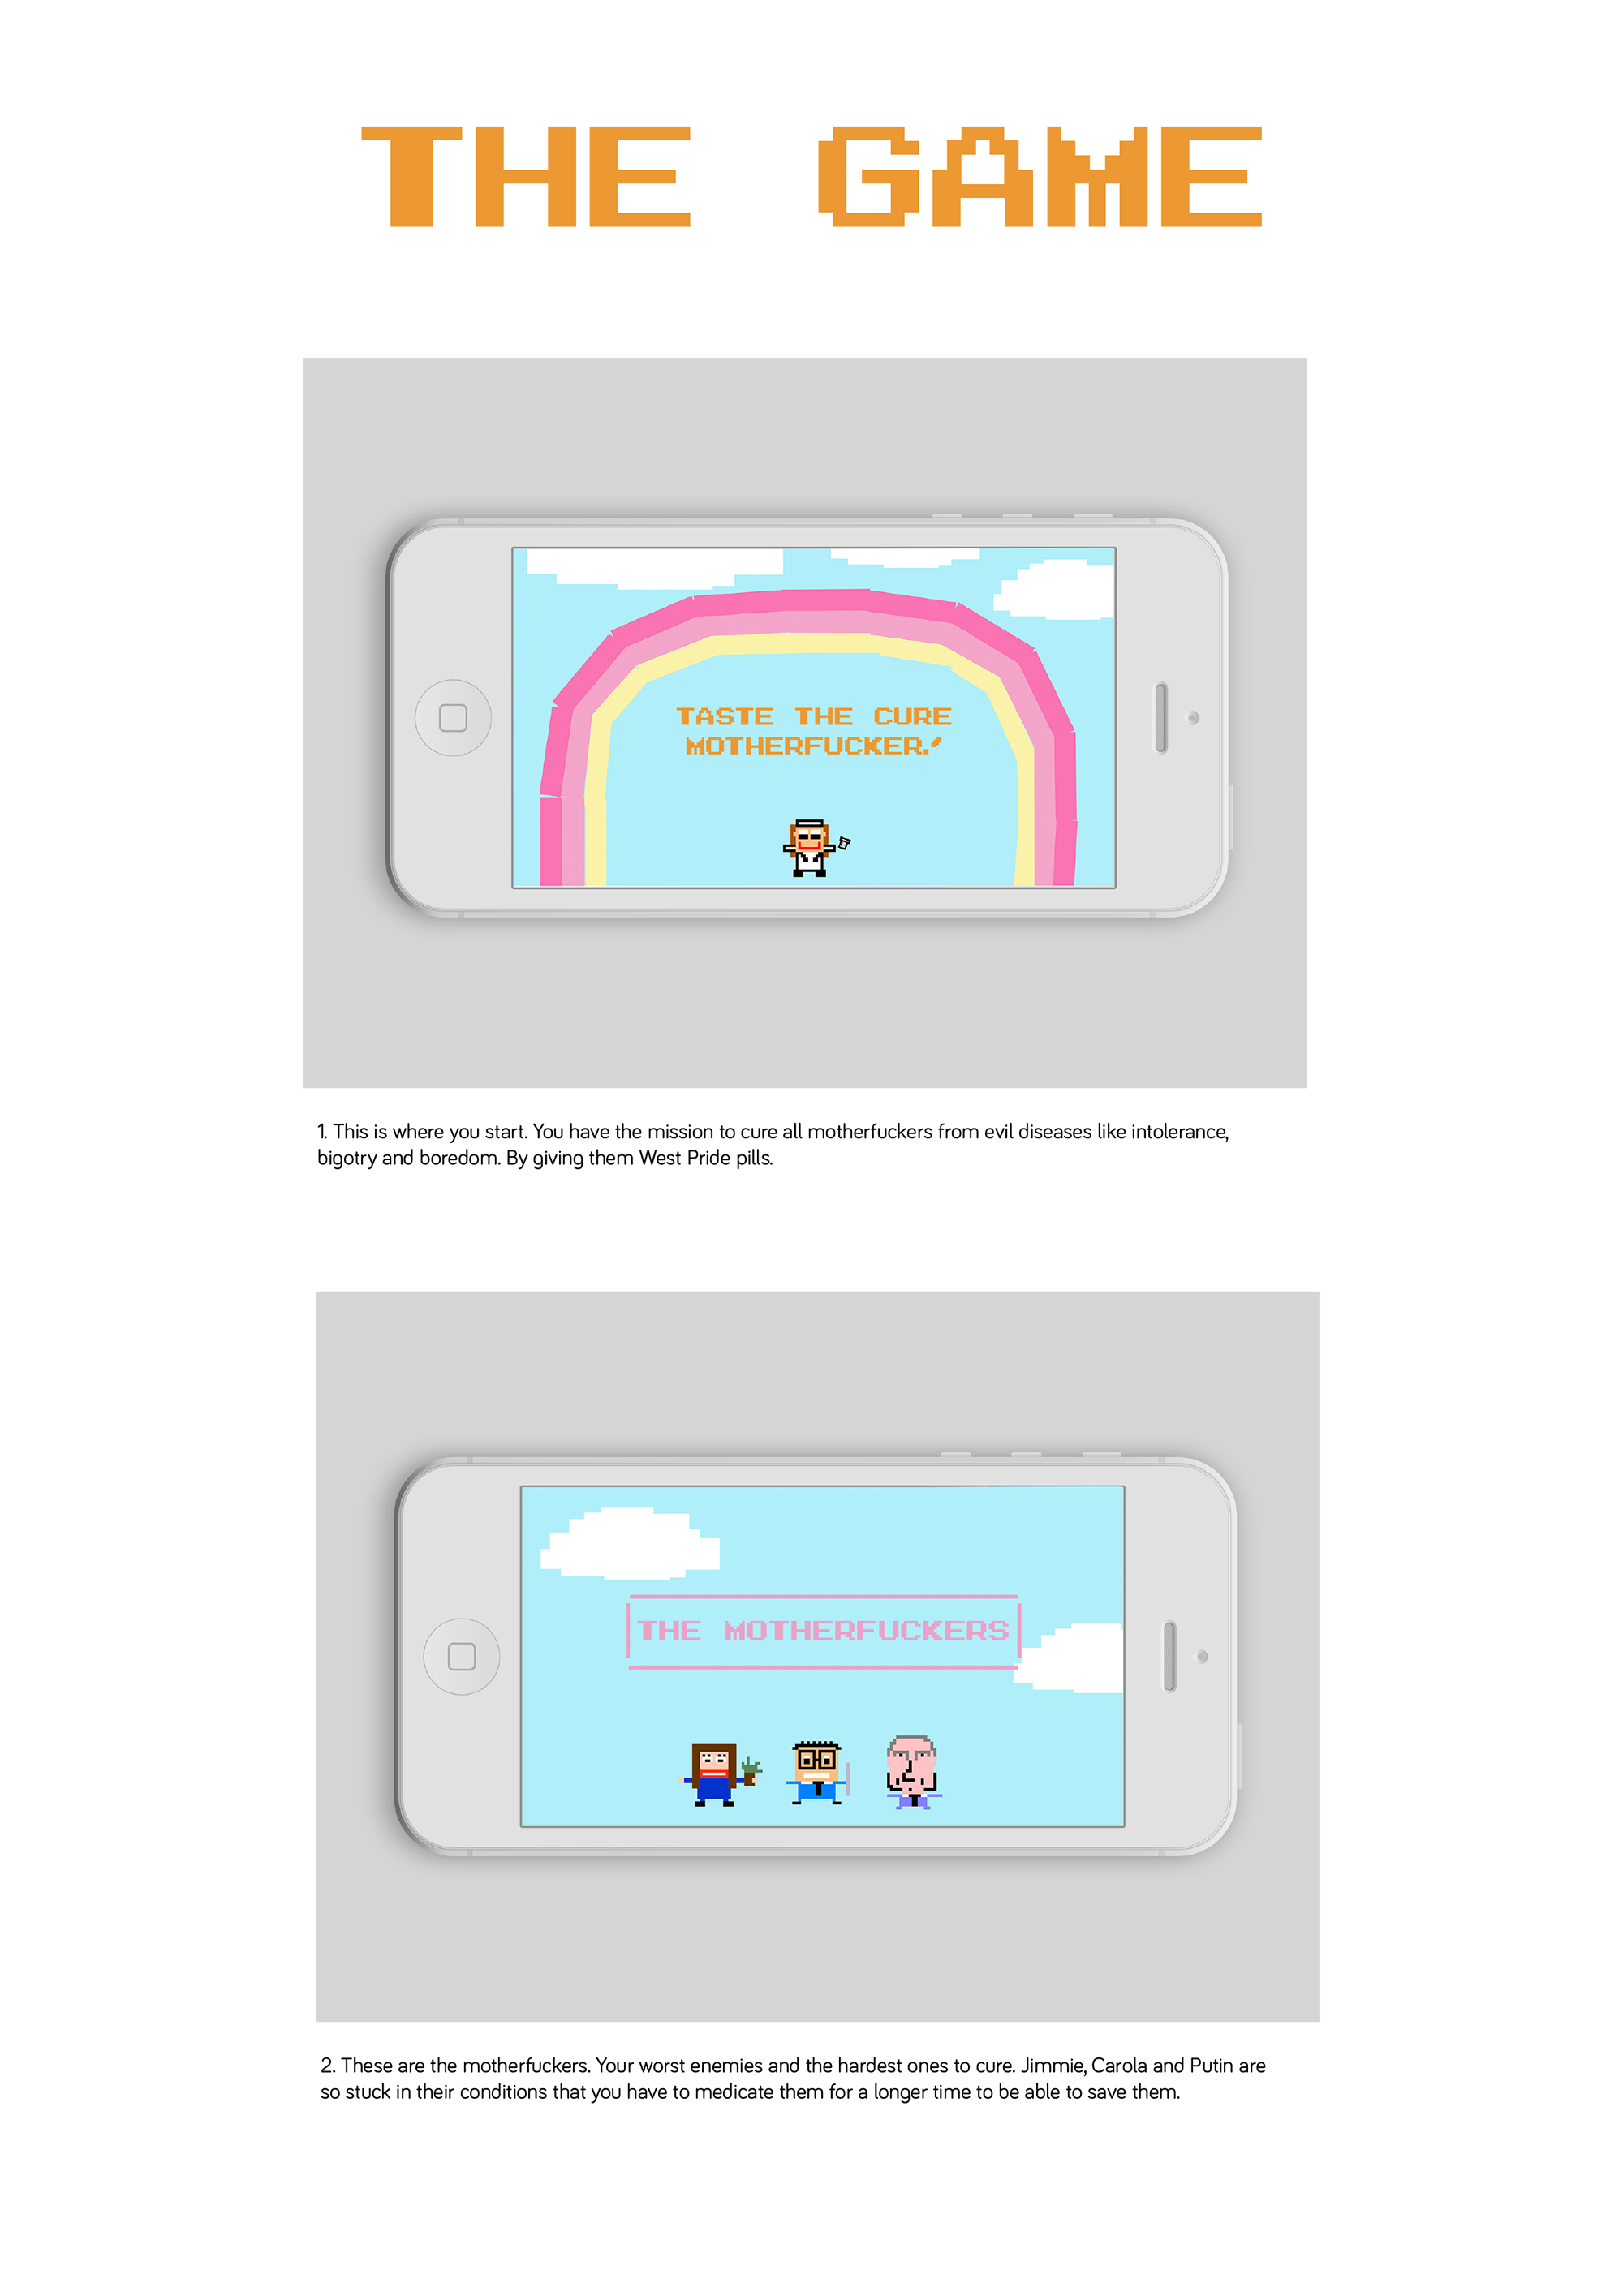 THE GAME
TASTE THE CURE
MOTHERFUCKER!
1. This is where you start. You have the mission to cure all motherfuckers from evil diseases like intolerance,
bigotry and boredom. By giving them West Pride pills.
THE MOTHERFUCKERS
2. These are the motherfuckers. Your worst enemies and the hardest ones to cure. Jimmie, Carola and Putin are
so stuck in their conditions that you have to medicate them for a longer time to be able to save them.